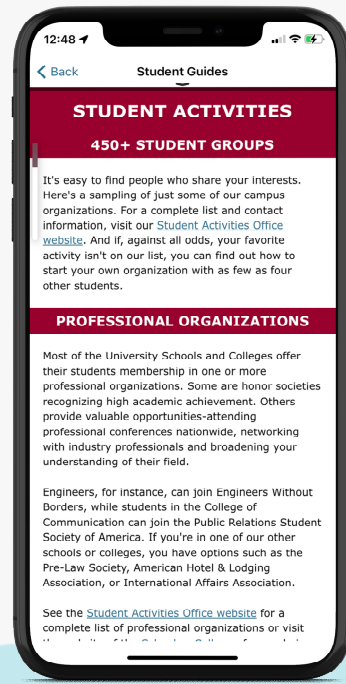 12:48
Back
Student Guides
STUDENT ACTIVITIES
450+ STUDENT GROUPS
It's easy to find people who share your interests.
Here's a sampling of just some of our campus
organizations. For a complete list and contact
information, visit our Student Activities Office
website. And if, against all odds, your favorite
activity isn't on our list, you can find out how to
start your own organization with as few as four
other students.
PROFESSIONAL ORGANIZATIONS
Most of the University Schools and Colleges offer
their students membership in one or more
professional organizations. Some are honor societies
recognizing high academic achievement. Others
provide valuable opportunities-attending
professional conferences nationwide, networking
with industry professionals and broadening your
understanding of their field.
Engineers, for instance, can join Engineers Without
Borders, while students in the College of
Communication can join the Public Relations Student
Society of America. If you're in one of our other
schools or colleges, you have options such as the
Pre-Law Society, American Hotel & Lodging
Association, or International Affairs Association.
See the Student Activities Office website for a
complete list of professional organizations or visit